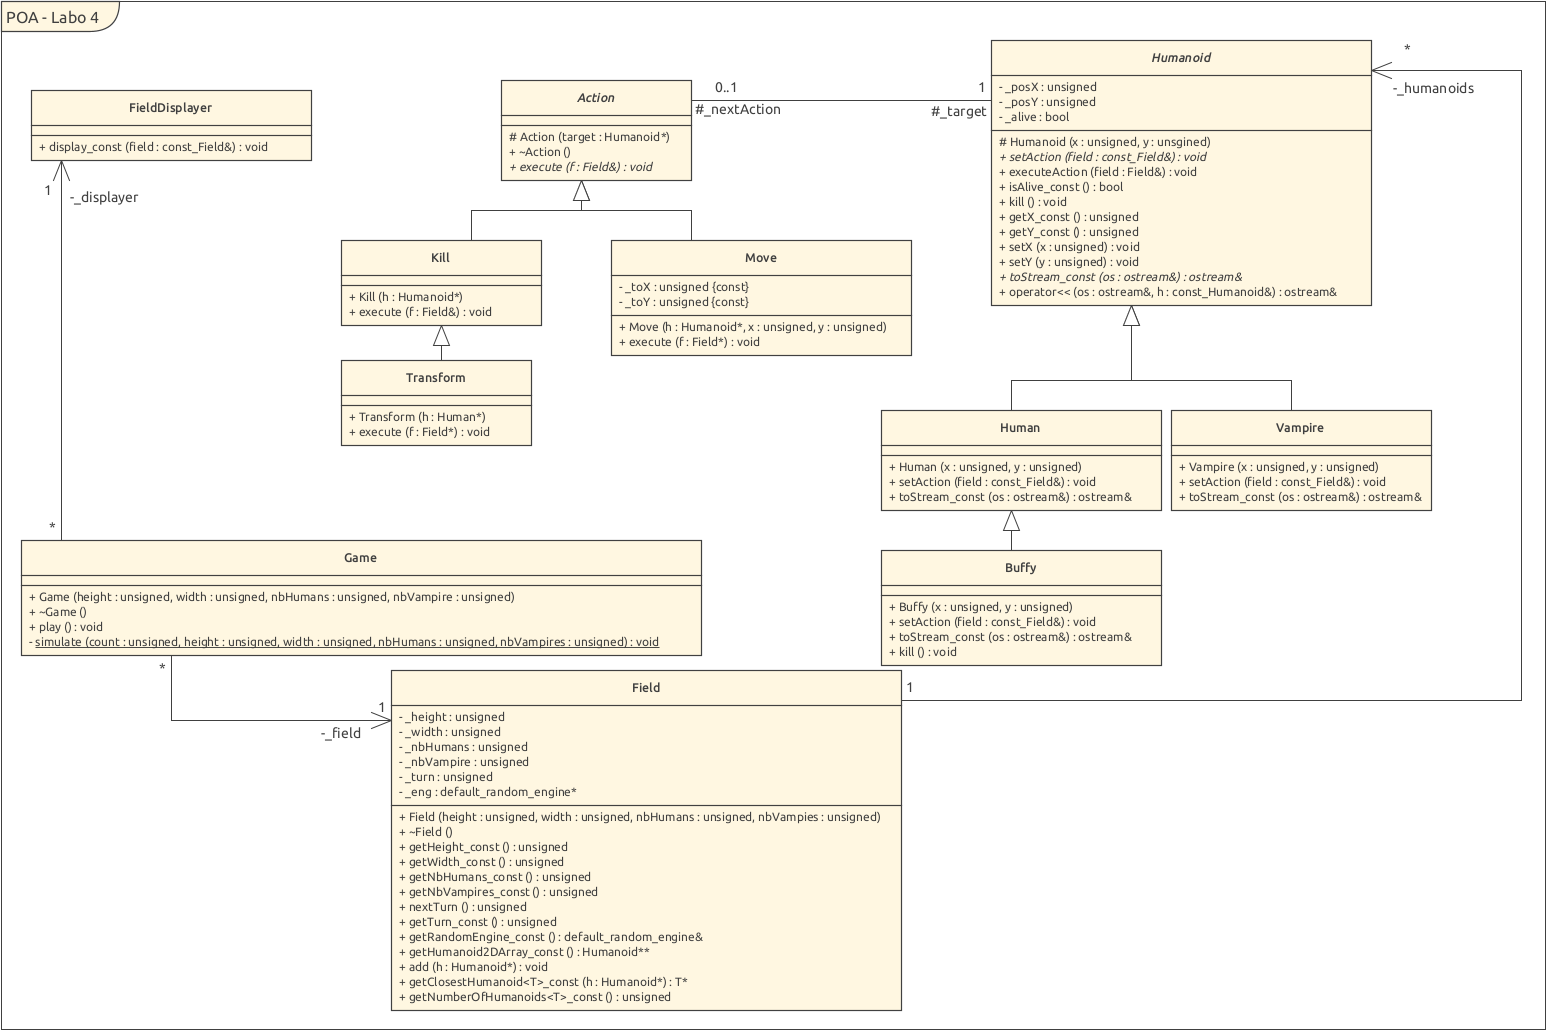 POA - Labo 4
FieldDisplayer
+ display_const (field : const_Field&) : void
1
-_displayer
*
Action
# Action (target : Humanoid*)
+ ~Action ()
+ execute (f : Field&) : void
0..1
#_nextAction
1
#_target
Humanoid
- _posX : unsigned
- _posY : unsigned
- _alive : bool
# Humanoid (x : unsigned, y : unsgined)
+ setAction (field : const_Field&) : void
+ executeAction (field : Field&) : void
+ isAlive_const () : bool
+ kill () : void
+ getX_const () : unsigned
+ getY_const () : unsigned
+ setX (x : unsigned) : void
+ setY (y : unsigned) : void
+ toStream_const (os : ostream&) : ostream&
+ operator<< (os : ostream&, h : const_Humanoid&) : ostream&
*
-_humanoids
Kill
+ Kill (h : Humanoid*)
+ execute (f : Field&) : void
Move
- _toX : unsigned {const}
- _toY : unsigned {const}
+ Move (h : Humanoid*, x : unsigned, y : unsigned)
+ execute (f : Field*) : void
Transform
+ Transform (h : Human*)
+ execute (f : Field*) : void
Human
+ Human (x : unsigned, y : unsigned)
+ setAction (field : const_Field&) : void
+ toStream_const (os : ostream&) : ostream&
Vampire
+ Vampire (x : unsigned, y : unsigned)
+ setAction (field : const_Field&) : void
+ toStream_const (os : ostream&) : ostream&
Buffy
+ Buffy (x : unsigned, y : unsigned)
+ setAction (field : const_Field&) : void
+ toStream_const (os : ostream&) : ostream&
+ kill () : void
Game
+ Game (height : unsigned, width : unsigned, nbHumans : unsigned, nbVampire : unsigned)
+ ~Game ()
+ play () : void
- simulate (count : unsigned, height : unsigned, width : unsigned, nbHumans : unsigned, nbVampires : unsigned) : void
*
1
-_field
Field
- _height : unsigned
- _width : unsigned
- _nbHumans : unsigned
- _nbVampire : unsigned
- _turn : unsigned
- _eng : default_random_engine*
+ Field (height : unsigned, width : unsigned, nbHumans : unsigned, nbVampies : unsigned)
+ ~Field ()
+ getHeight_const () : unsigned
+ getWidth_const () : unsigned
+ getNbHumans_const () : unsigned
+ getNbVampires_const () : unsigned
+ nextTurn () : unsigned
+ getTurn_const () : unsigned
+ getRandomEngine_const () : default_random_engine&
+ getHumanoid2DArray_const () : Humanoid**
+ add (h : Humanoid*) : void
+ getClosestHumanoid<T>_const (h : Humanoid*) : T*
+ getNumberOfHumanoids<T>_const () : unsigned
1